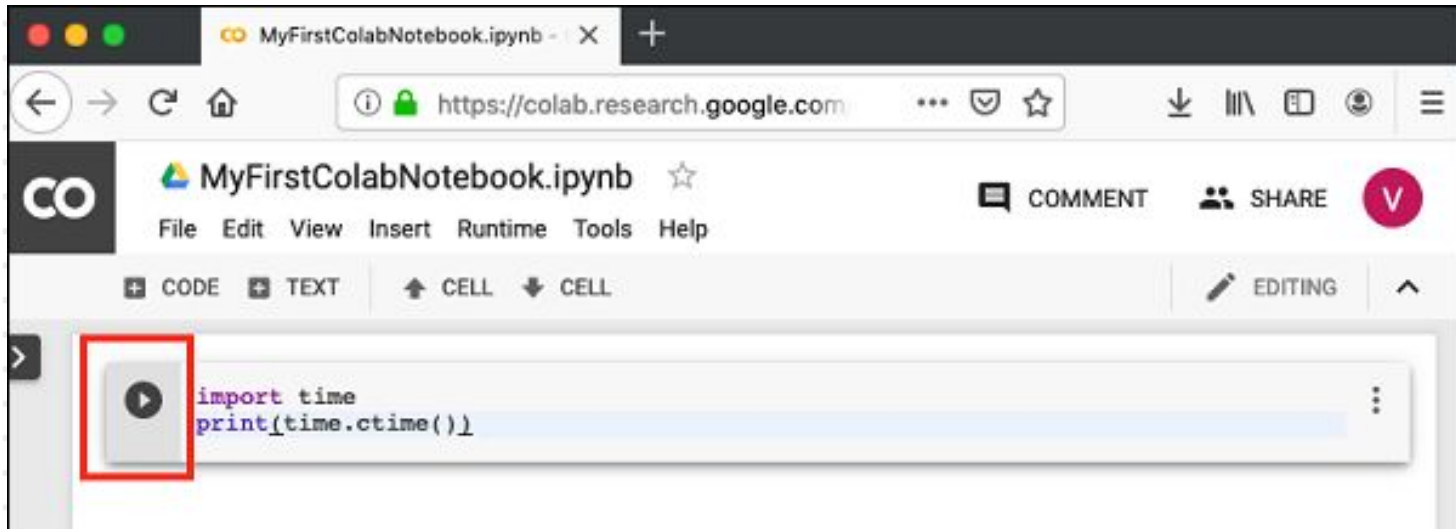 CO MyFirstColabNotebook.ipynb -
https://colab.research.google.com
CO
MyFirstColabNotebook.ipynb
COMMENT SHARE V
File Edit View Insert Runtime Tools Help
CODE TEXT CELL CELL EDITING
import time
print(time.ctime())